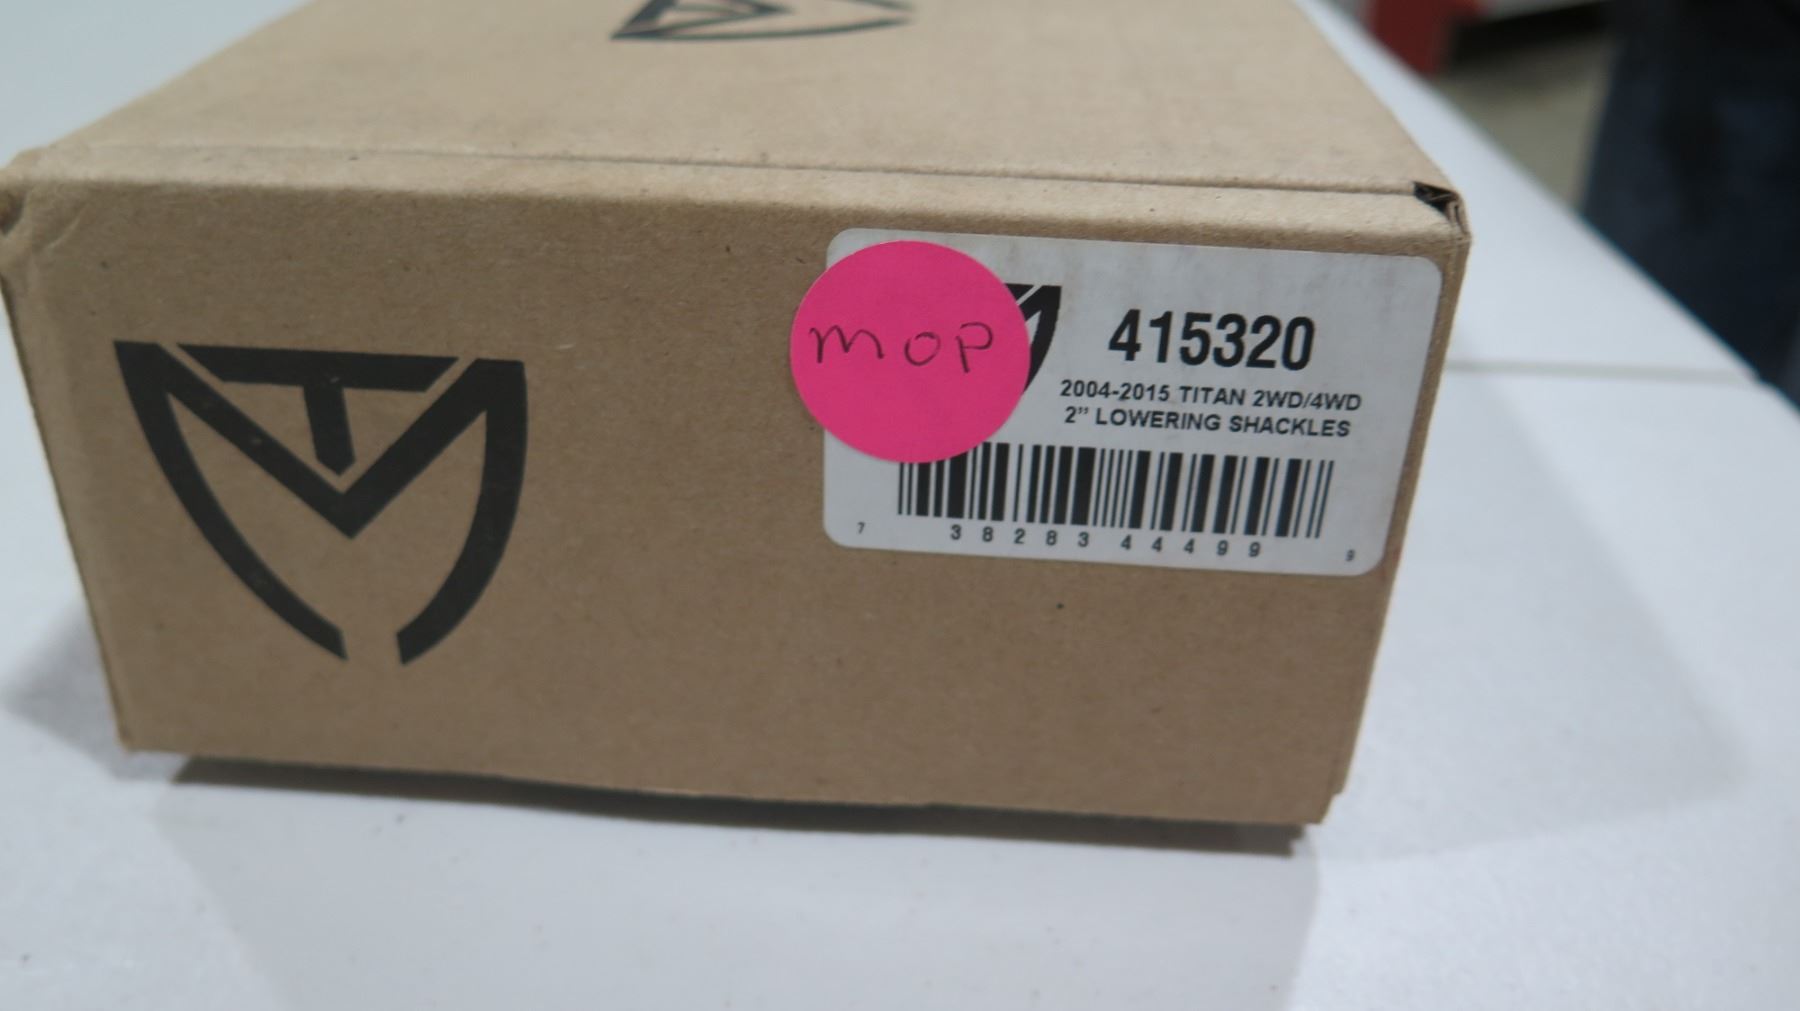 mop
415320
2004-2015 TITAN 2WD/4WD
2” LOWERING SHACKLES
7 38283 44499 9